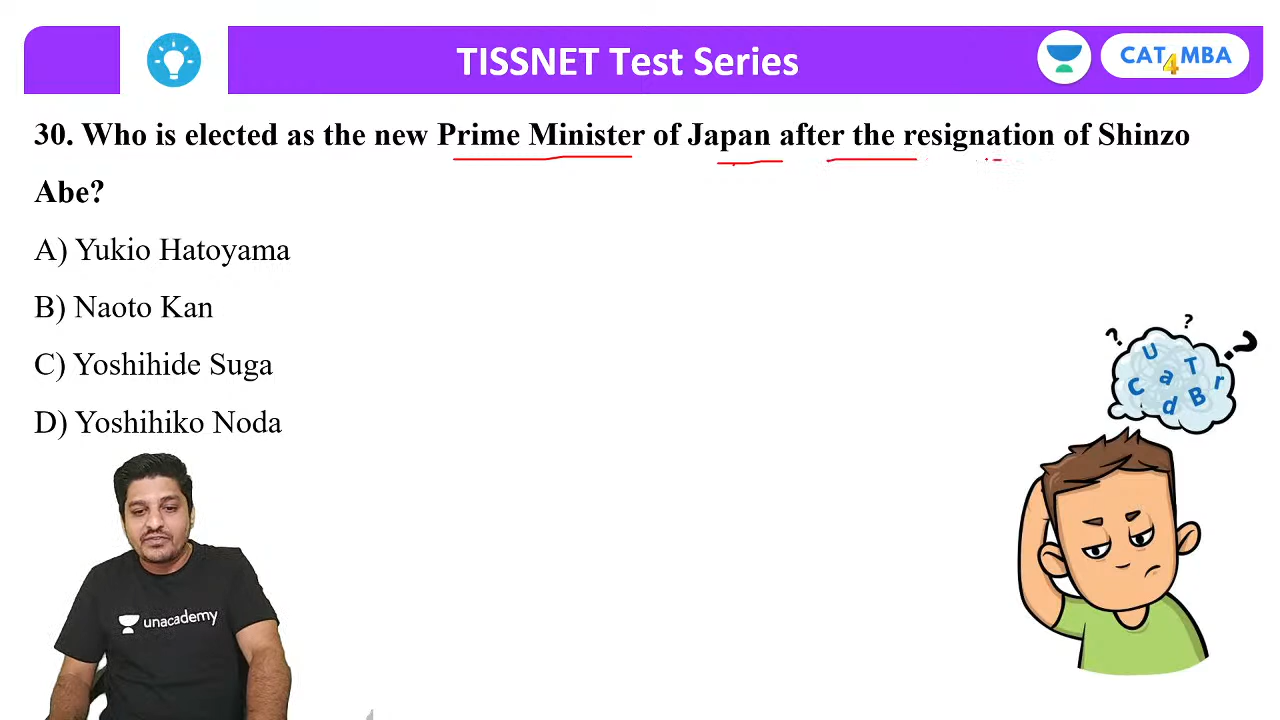 TISSNET Test Series
CAT4MBA
30. Who is elected as the new Prime Minister of Japan after the resignation of Shinzo
Abe?
A) Yukio Hatoyama
B) Naoto Kan
C) Yoshihide Suga
D) Yoshihiko Noda
? ? ?
U T
C a r
d B
unacademy